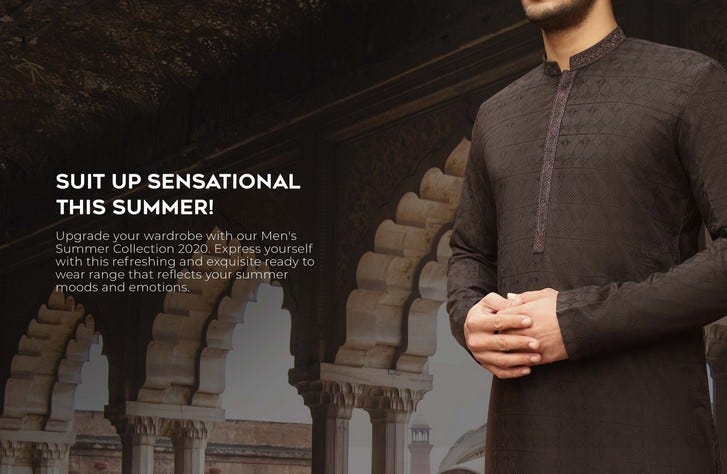 SUIT UP SENSATIONAL
THIS SUMMER!
Upgrade your wardrobe with our Men's
Summer Collection 2020. Express yourself
with this refreshing and exquisite ready to
wear range that reflects your summer
moods and emotions.